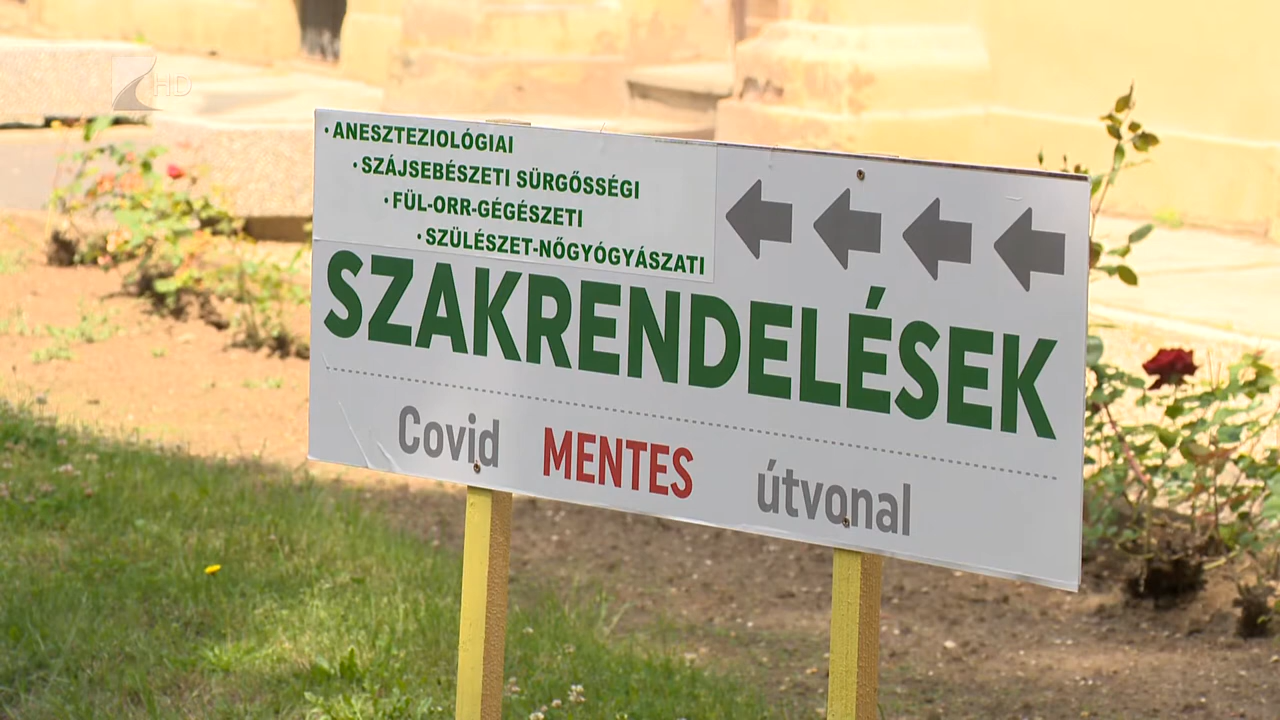 HD
• ANESZTEZIOLÓGIAI
• SZÁJSEBÉSZETI SÜRGŐSSÉGI
• FÜL-ORR-GÉGÉSZETI
• SZÜLÉSZET-NŐGYÓGYÁSZATI
SZAKRENDELÉSEK
Covid MENTES útvonal